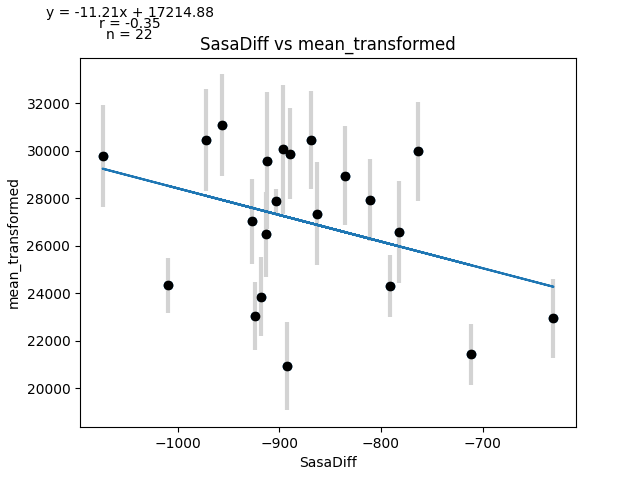 y = -11.21x + 17214.88
r = -0.35
n = 22
SasaDiff vs mean_transformed
32000
30000
28000
26000
24000
22000
20000
mean_transformed
−1000
−900
−800
−700
SasaDiff